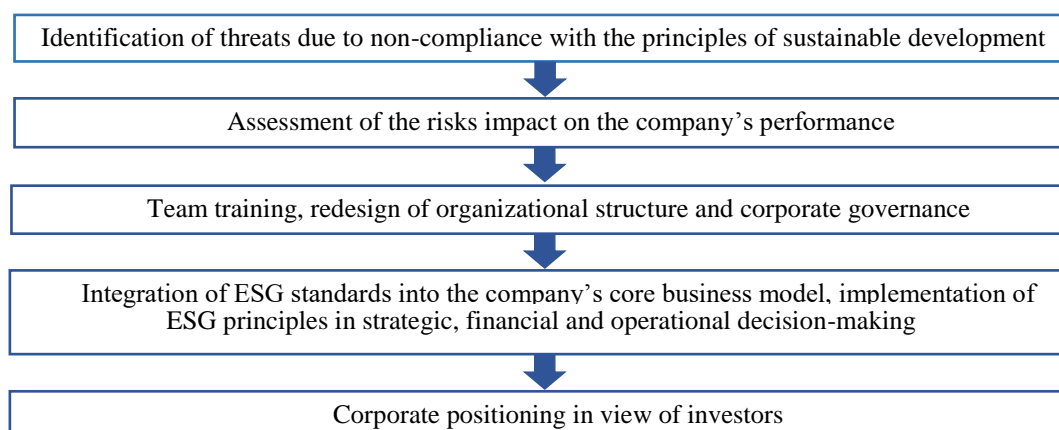 Identification of threats due to non-compliance with the principles of sustainable development
Assessment of the risks impact on the company’s performance
Team training, redesign of organizational structure and corporate governance
Integration of ESG standards into the company’s core business model, implementation of
ESG principles in strategic, financial and operational decision-making
Corporate positioning in view of investors